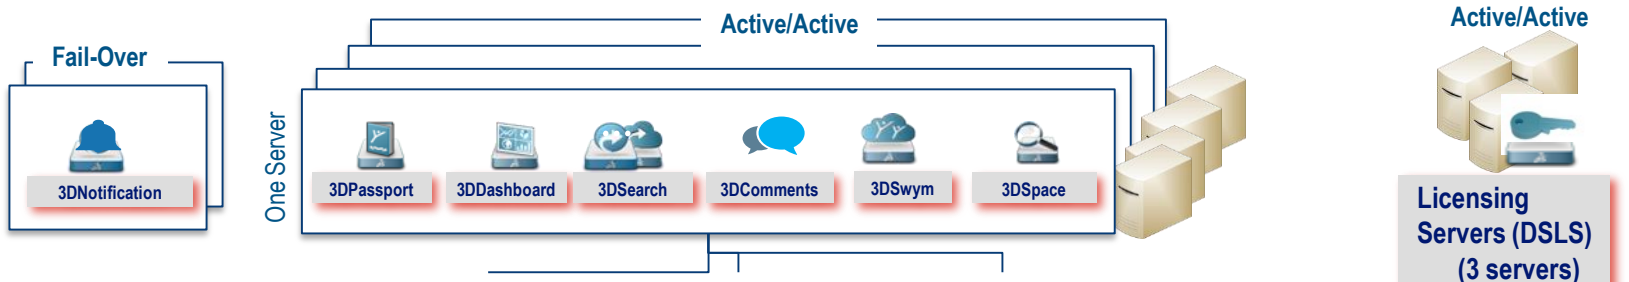 Fail-Over
3DNotification
One Server
Active/Active
3DPassport
3DDashboard
3DSearch
3DComments
3DSwym
3DSpace
Active/Active
Licensing
Servers (DSLS)
(3 servers)